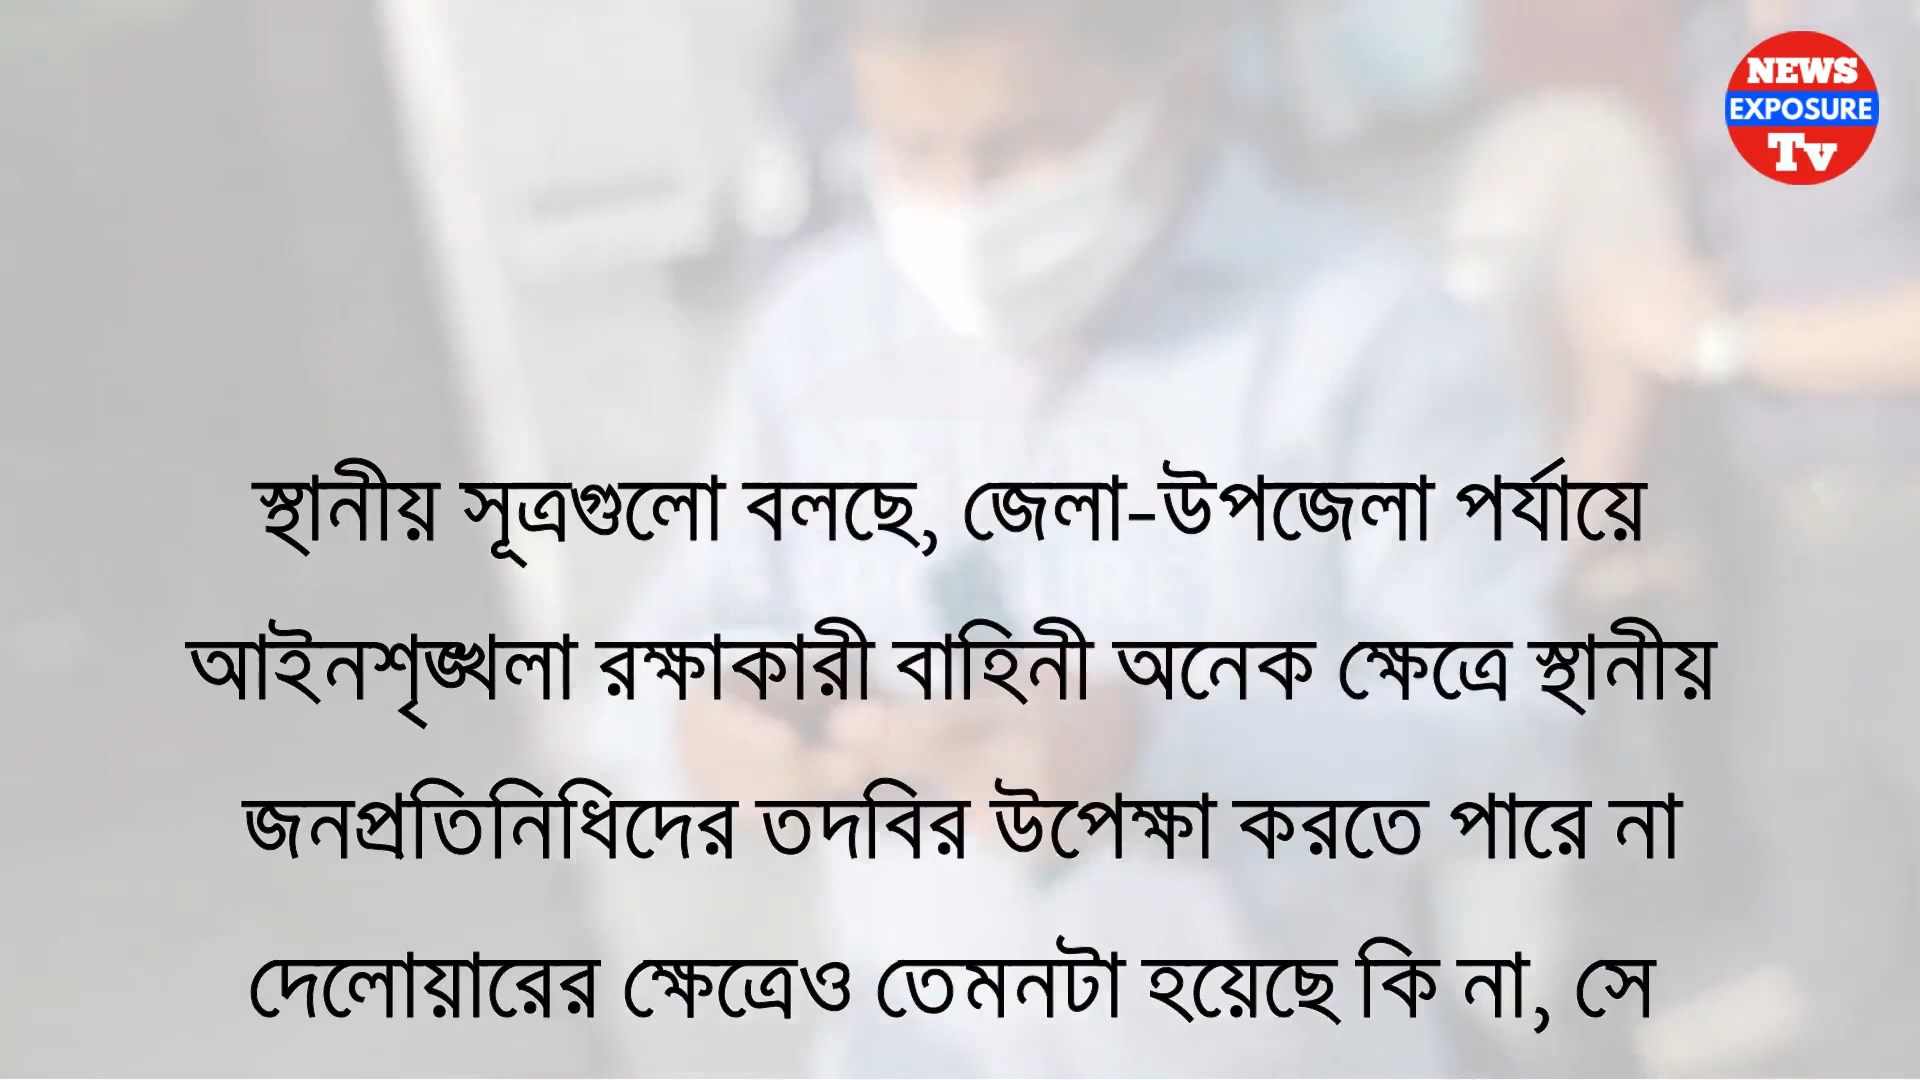 NEWS
EXPOSURE
Tv
স্থানীয় সূত্রগুলো বলছে, জেলা-উপজেলা পর্যায়ে
আইনশৃঙ্খলা রক্ষাকারী বাহিনী অনেক ক্ষেত্রে স্থানীয়
জনপ্রতিনিধিদের তদবির উপেক্ষা করতে পারে না
দেলোয়ারের ক্ষেত্রেও তেমনটা হয়েছে কি না, সে